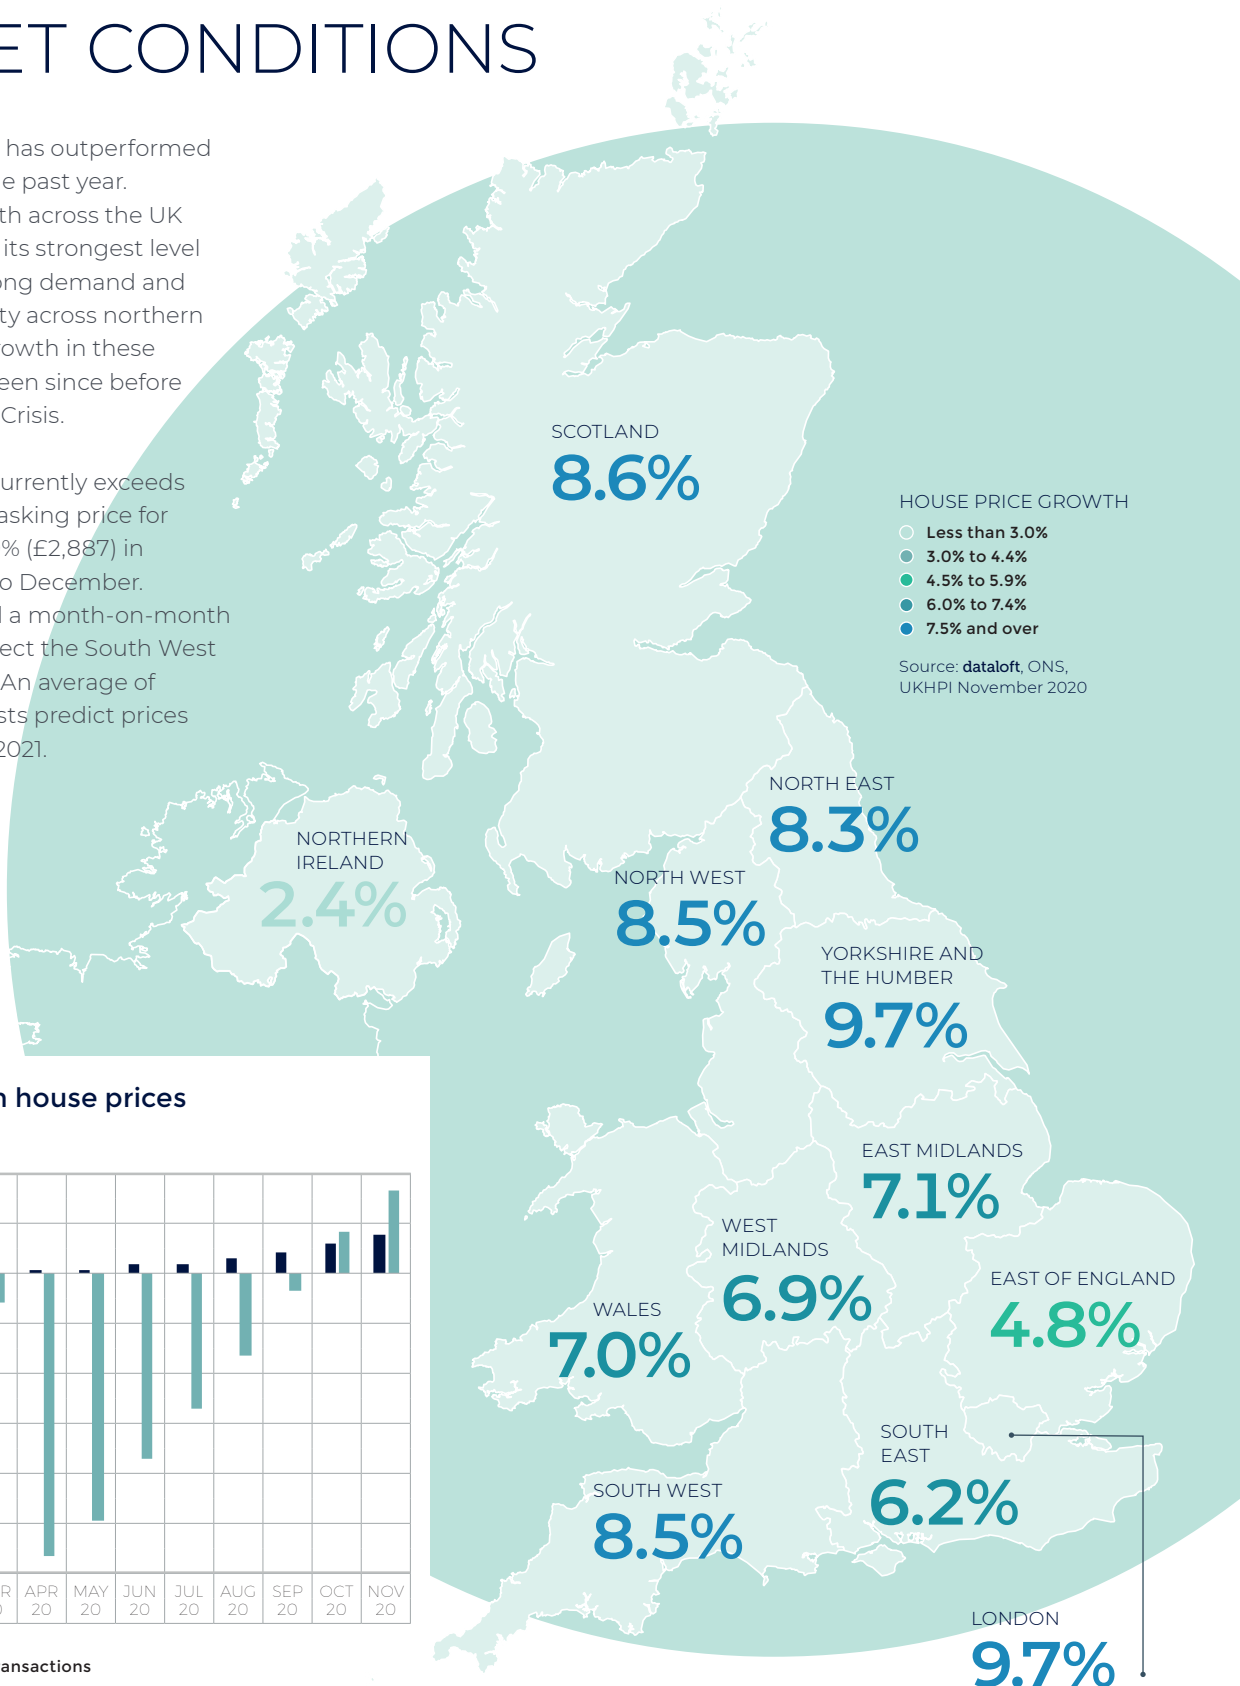 ET CONDITIONS
has outperformed
e past year.
th across the UK
its strongest level
ong demand and
ty across northern
rowth in these
een since before
Crisis.
urrently exceeds
asking price for
% (£2,887) in
o December.
a month-on-month
ect the South West
An average of
sts predict prices
2021.
SCOTLAND
8.6%
HOUSE PRICE GROWTH
Less than 3.0%
3.0% to 4.4%
4.5% to 5.9%
6.0% to 7.4%
7.5% and over
Source: dataloft, ONS,
UKHPI November 2020
NORTH EAST
8.3%
NORTHERN
IRELAND
2.4%
NORTH WEST
8.5%
YORKSHIRE AND
THE HUMBER
9.7%
EAST MIDLANDS
7.1%
WEST
MIDLANDS
6.9%
EAST OF ENGLAND
4.8%
WALES
7.0%
SOUTH
EAST
6.2%
SOUTH WEST
8.5%
LONDON
9.7%
n house prices
R APR MAY JUN JUL AUG SEP OCT NOV
0 20 20 20 20 20 20 20 20
ransactions